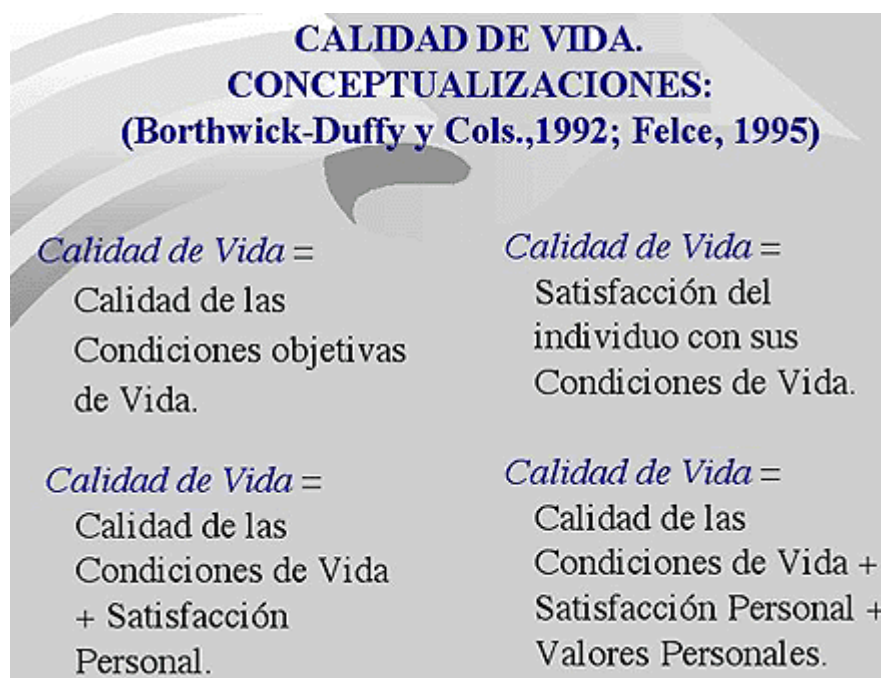 CALIDAD DE VIDA.
CONCEPTUALIZACIONES:
(Borthwick-Duffy y Cols.,1992; Felce, 1995)
Calidad de Vida =
Calidad de las
Condiciones objetivas
de Vida.
Calidad de Vida =
Satisfacción del
individuo con sus
Condiciones de Vida.
Calidad de Vida =
Calidad de las
Condiciones de Vida
+ Satisfacción
Personal.
Calidad de Vida =
Calidad de las
Condiciones de Vida +
Satisfacción Personal +
Valores Personales.